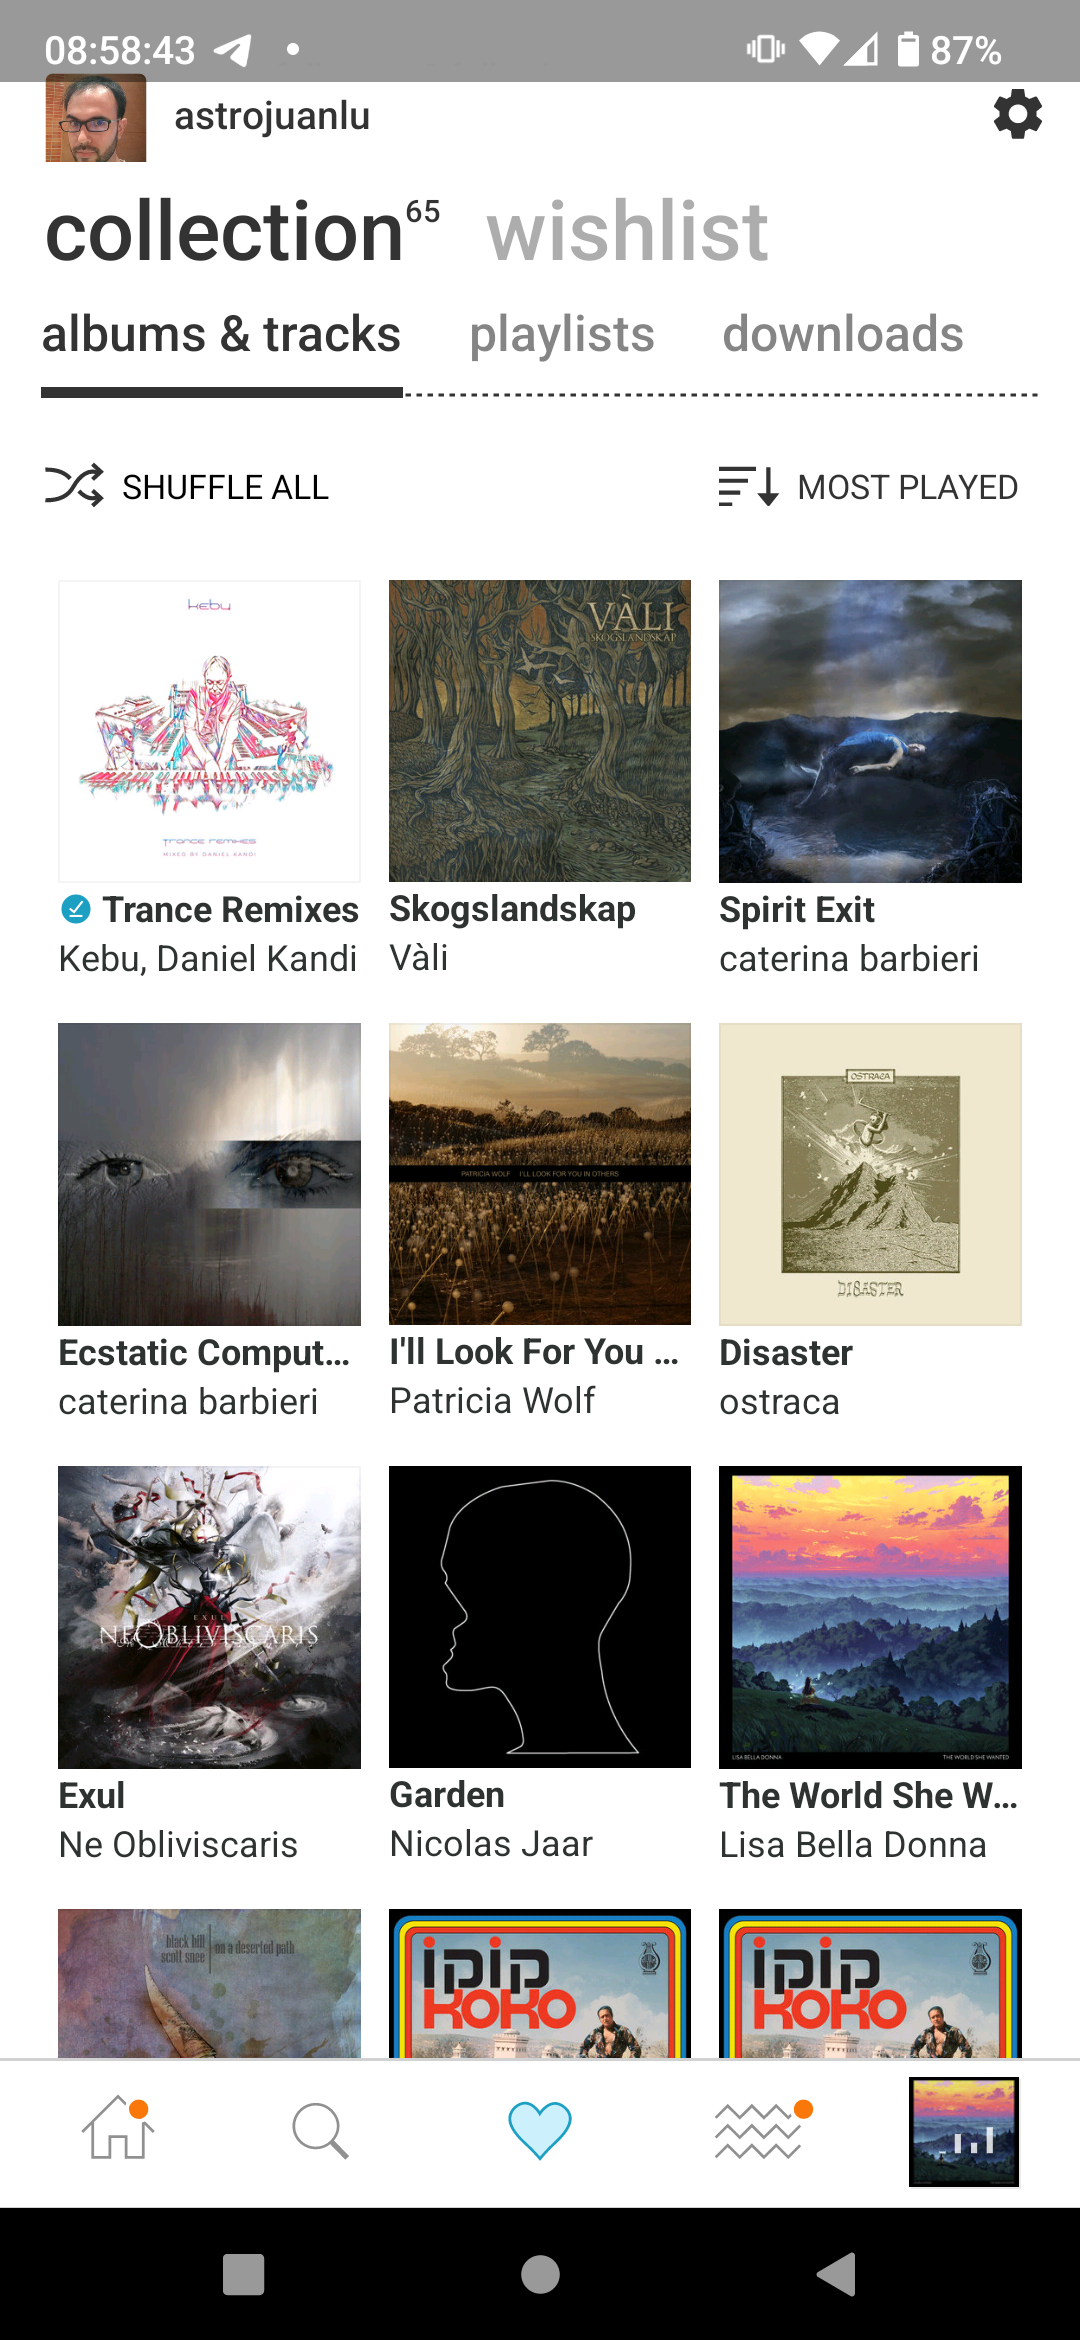 08:58:43
87%
astrojuanlu
collection 65 wishlist
albums & tracks playlists downloads
SHUFFLE ALL MOST PLAYED
kebu
TRANCE REMIXES
MIXED BY DANIEL KANDI
VÀLI
SKOGSLANDSKAP
Trance Remixes
Kebu, Daniel Kandi
Skogslandskap
Vàli
Spirit Exit
caterina barbieri
PATRICIA WOLF I'LL LOOK FOR YOU IN OTHERS
OSTRACA
DISASTER
Ecstatic Comput...
caterina barbieri
I'll Look For You ...
Patricia Wolf
Disaster
ostraca
EXUL
NE OBLIVISCARIS
LISA BELLA DONNA THE WORLD SHE WANTED
Exul
Ne Obliviscaris
Garden
Nicolas Jaar
The World She W...
Lisa Bella Donna
black hill
scott snee
on a deserted path
KOKO
KOKO